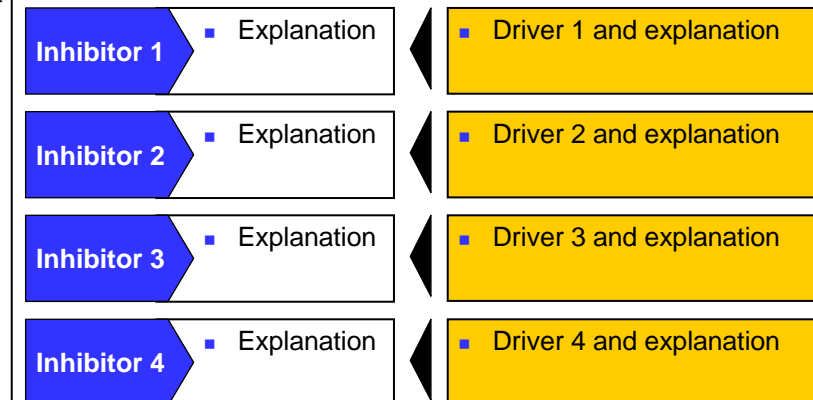 Inhibitor 1
Explanation
Driver 1 and explanation
Inhibitor 2
Explanation
Driver 2 and explanation
Inhibitor 3
Explanation
Driver 3 and explanation
Inhibitor 4
Explanation
Driver 4 and explanation